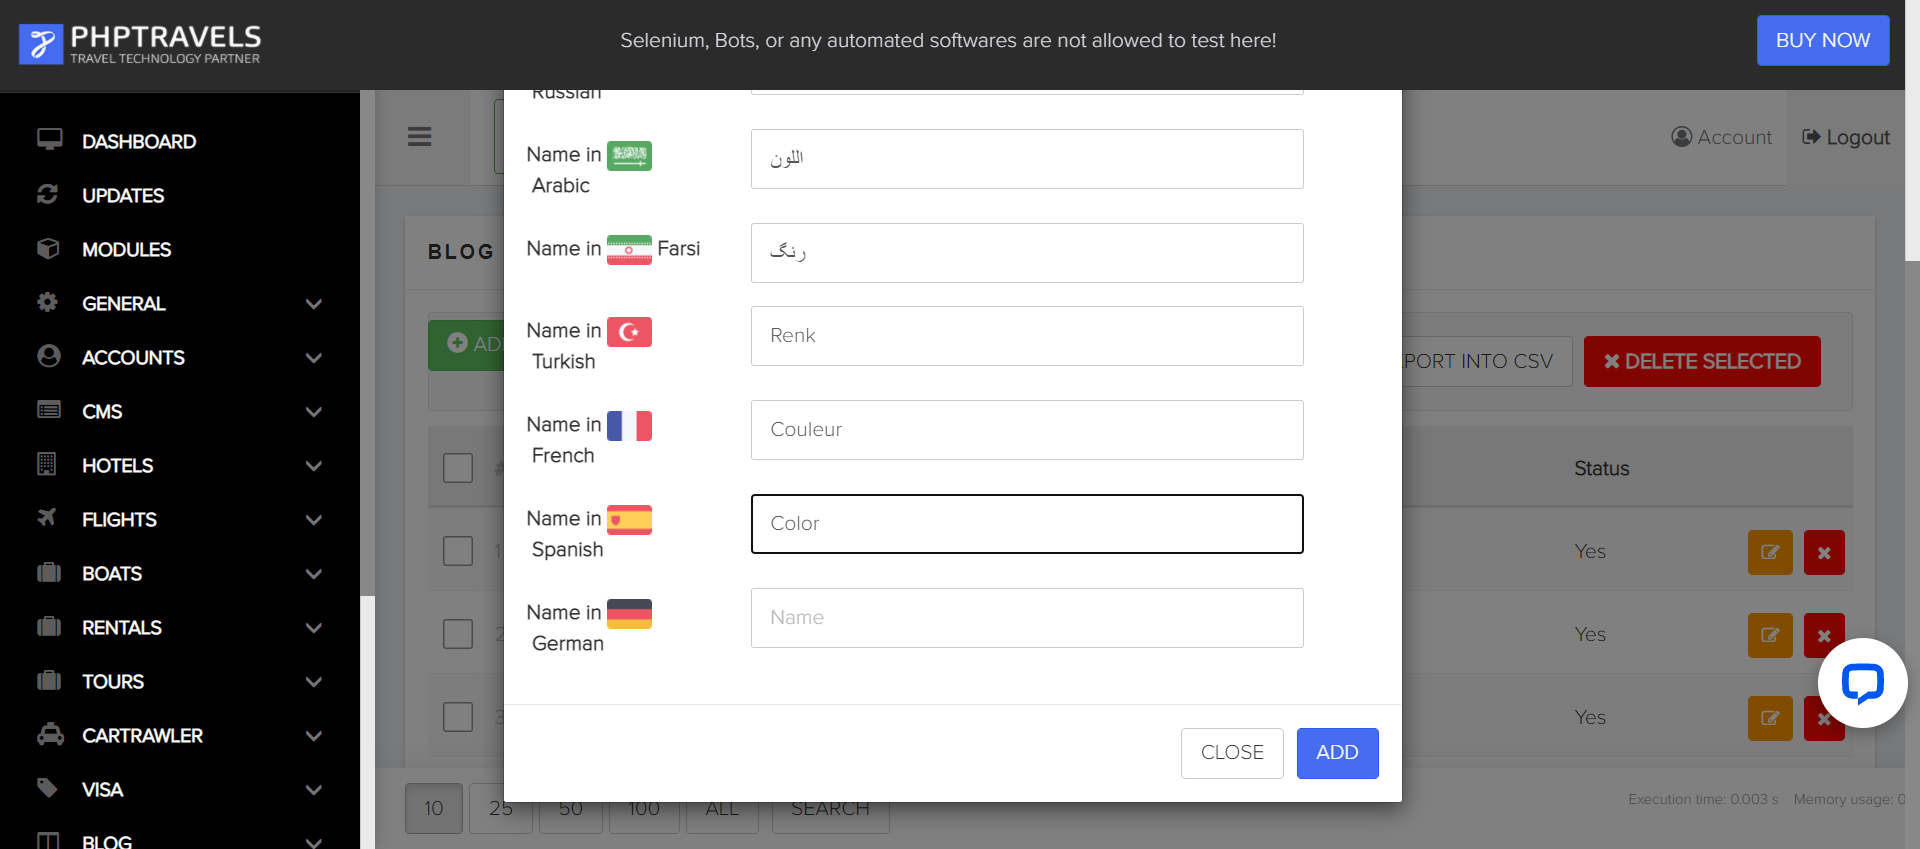 PHPTRAVELS
TRAVEL TECHNOLOGY PARTNER
Selenium, Bots, or any automated softwares are not allowed to test here!
BUY NOW
DASHBOARD
UPDATES
MODULES
GENERAL
ACCOUNTS
CMS
HOTELS
FLIGHTS
BOATS
RENTALS
TOURS
CARTRAWLER
VISA
BLOG
Account
Logout
BLOG
Russian
Name in Arabic
اللون
Name in Farsi
رنگ
Name in Turkish
Renk
Name in French
Couleur
Name in Spanish
Color
Name in German
Name
CLOSE
ADD
DELETE SELECTED
INTO CSV
Status
Yes
Yes
Yes
10
25
50
100
ALL
SEARCH
Execution time: 0.003 s
Memory usage: 0